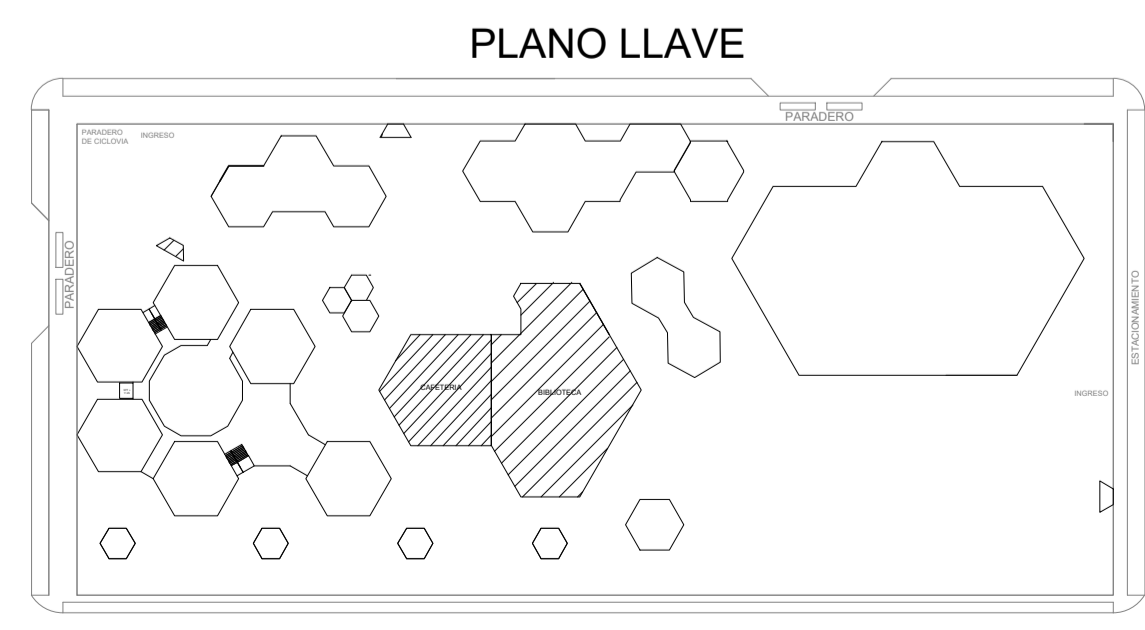 PLANO LLAVE
PARADERO
PARADERO
DE CICLOVIA
INGRESO
PARADERO
ESTACIONAMIENTO
CAFETERIA
BIBLIOTECA
INGRESO